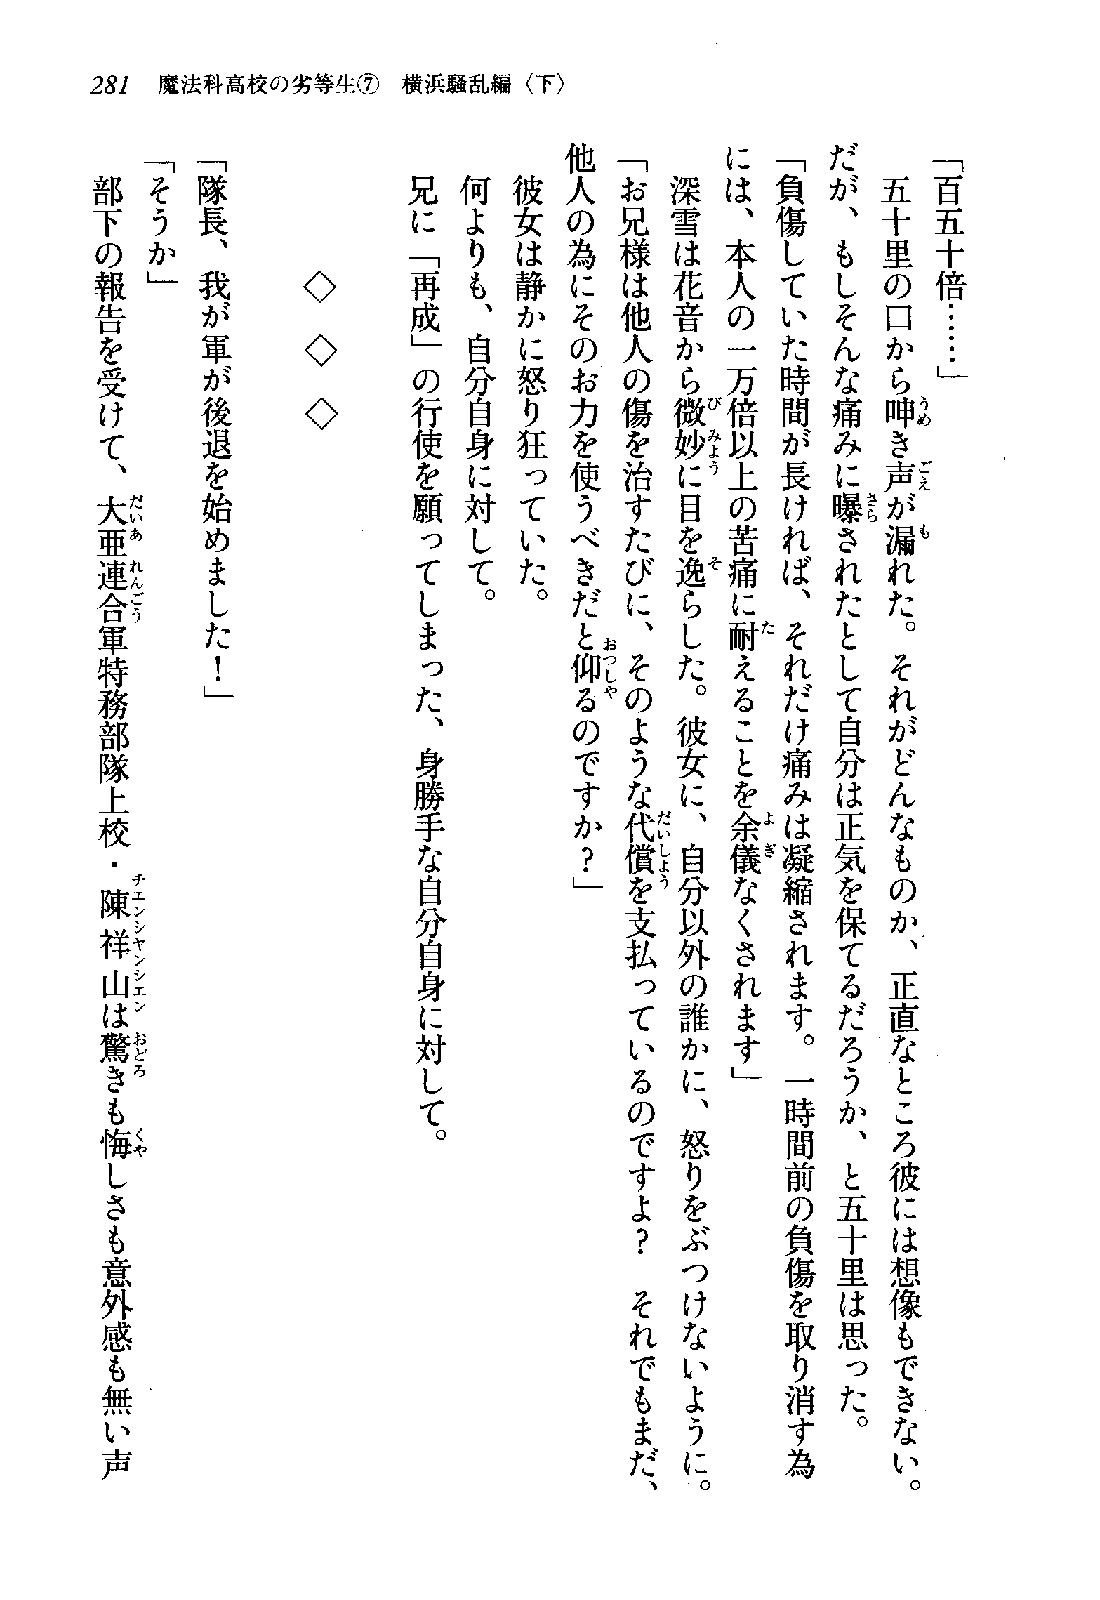 281 魔法科高校の劣等生⑦ 横浜騒乱編〈下〉
「百五十倍……」
五十里の口から呻き声が漏れた。それがどんなものか、正直なところ彼には想像もできない。
だが、もしそんな痛みに曝されたとして自分は正気を保てるだろうか、と五十里は思った。
「負傷していた時間が長ければ、それだけ痛みは凝縮されます。一時間前の負傷を取り消す為
には、本人の一万倍以上の苦痛に耐えることを余儀なくされます」
深雪は花音から微妙に目を逸らした。彼女に、自分以外の誰かに、怒りをぶつけないように。
「お兄様は他人の傷を治すたびに、そのような代償を支払っているのですよ? それでもまだ、
他人の為にそのお力を使うべきだと仰るのですか?」
彼女は静かに怒り狂っていた。
何よりも、自分自身に対して。
兄に「再成」の行使を願ってしまった、身勝手な自分自身に対して。
◇ ◇ ◇
「隊長、我が軍が後退を始めました!」
「そうか」
部下の報告を受けて、大亜連合軍特務部隊上校・陳祥山は驚きも悔しさも意外感も無い声